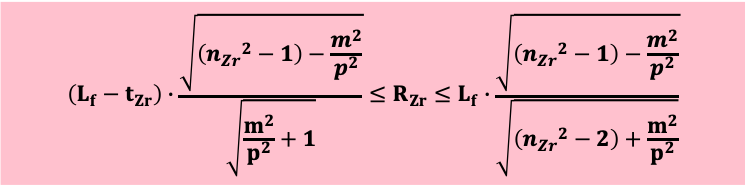 (L_f − t_Zr) · √((n_Zr² − 1) − m²/p²) / √(m²/p² + 1) ≤ R_Zr ≤ L_f · √((n_Zr² − 1) − m²/p²) / √((n_Zr² − 2) + m²/p²)